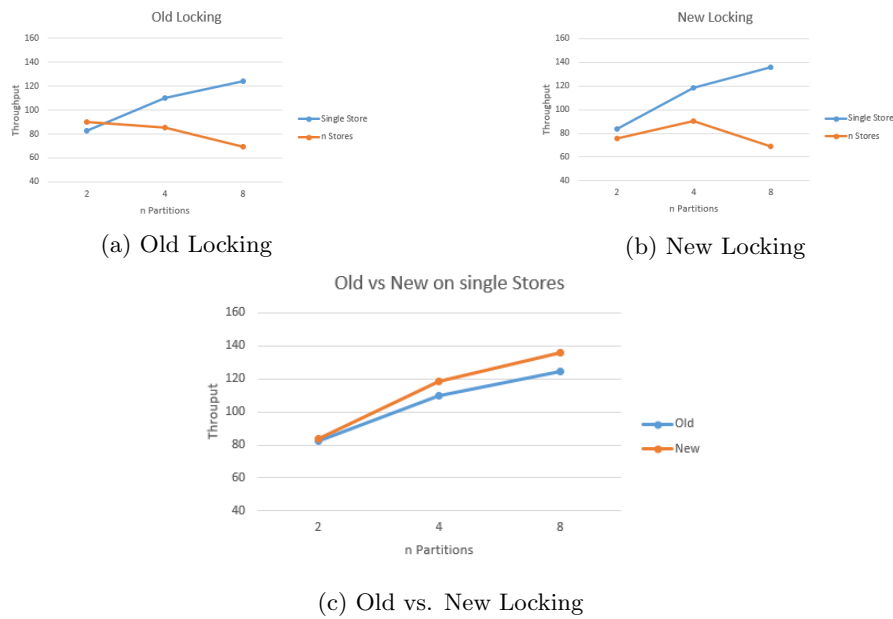 Old Locking
160
140
120
100
80
60
40
Throughput
2 4 8
n Partitions
Single Store
n Stores
(a) Old Locking
New Locking
160
140
120
100
80
60
40
Throughput
2 4 8
n Partitions
Single Store
n Stores
(b) New Locking
Old vs New on single Stores
160
140
120
100
80
60
40
Throuput
2 4 8
n Partitions
Old
New
(c) Old vs. New Locking